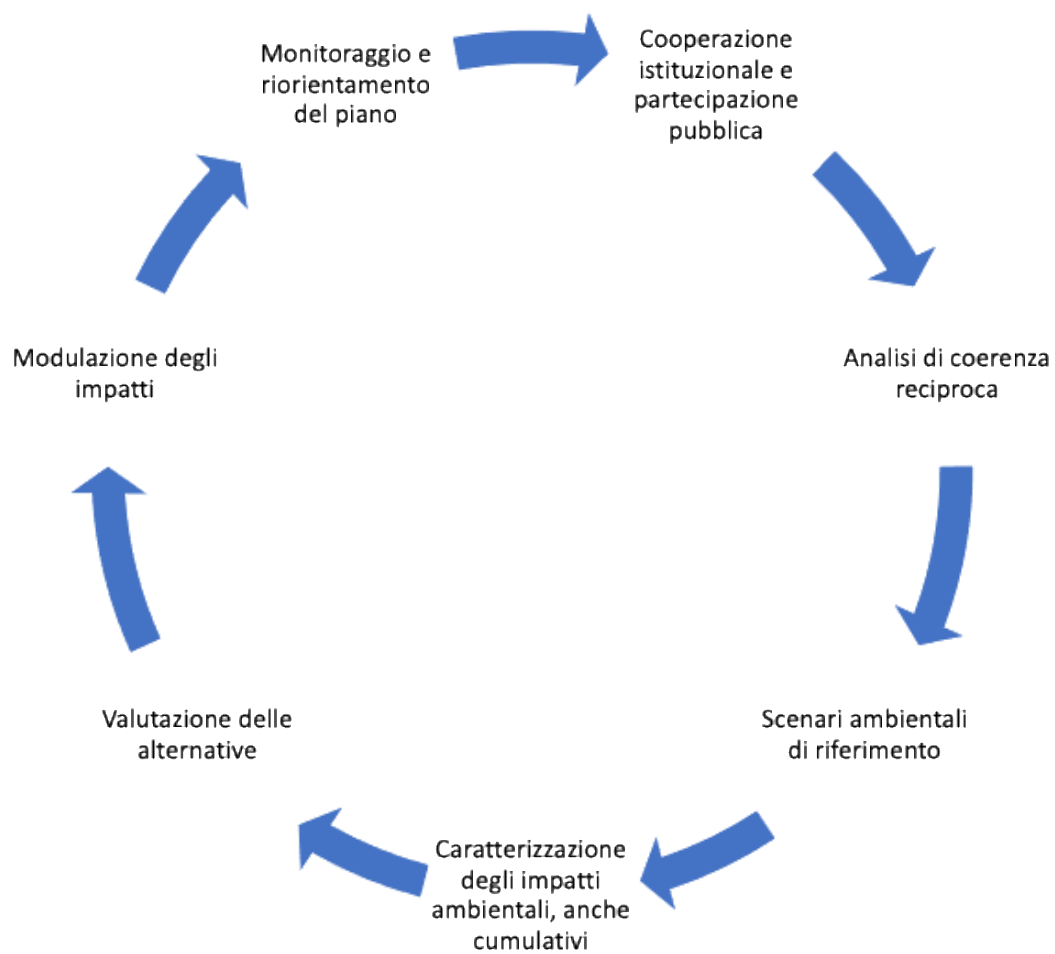 Monitoraggio e
riorientamento
del piano
Cooperazione
istituzionale e
partecipazione
pubblica
Analisi di coerenza
reciproca
Scenari ambientali
di riferimento
Caratterizzazione
degli impatti
ambientali, anche
cumulativi
Valutazione delle
alternative
Modulazione degli
impatti